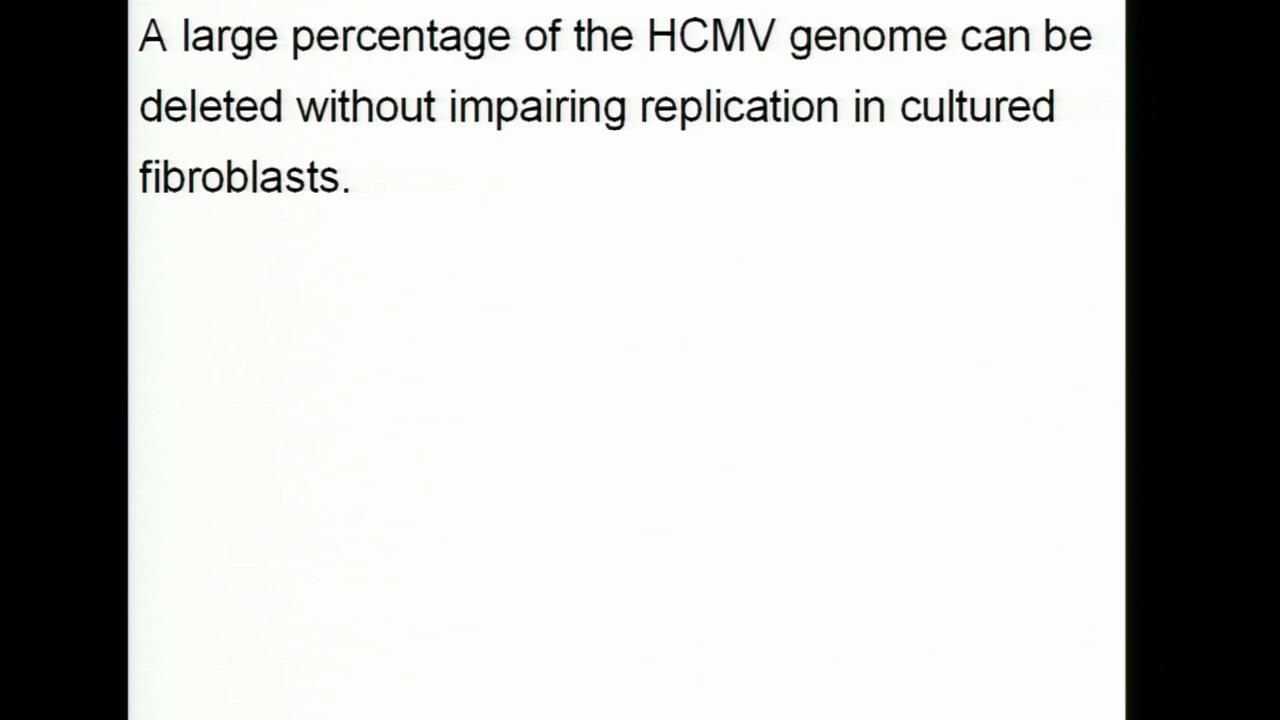 A large percentage of the HCMV genome can be
deleted without impairing replication in cultured
fibroblasts.